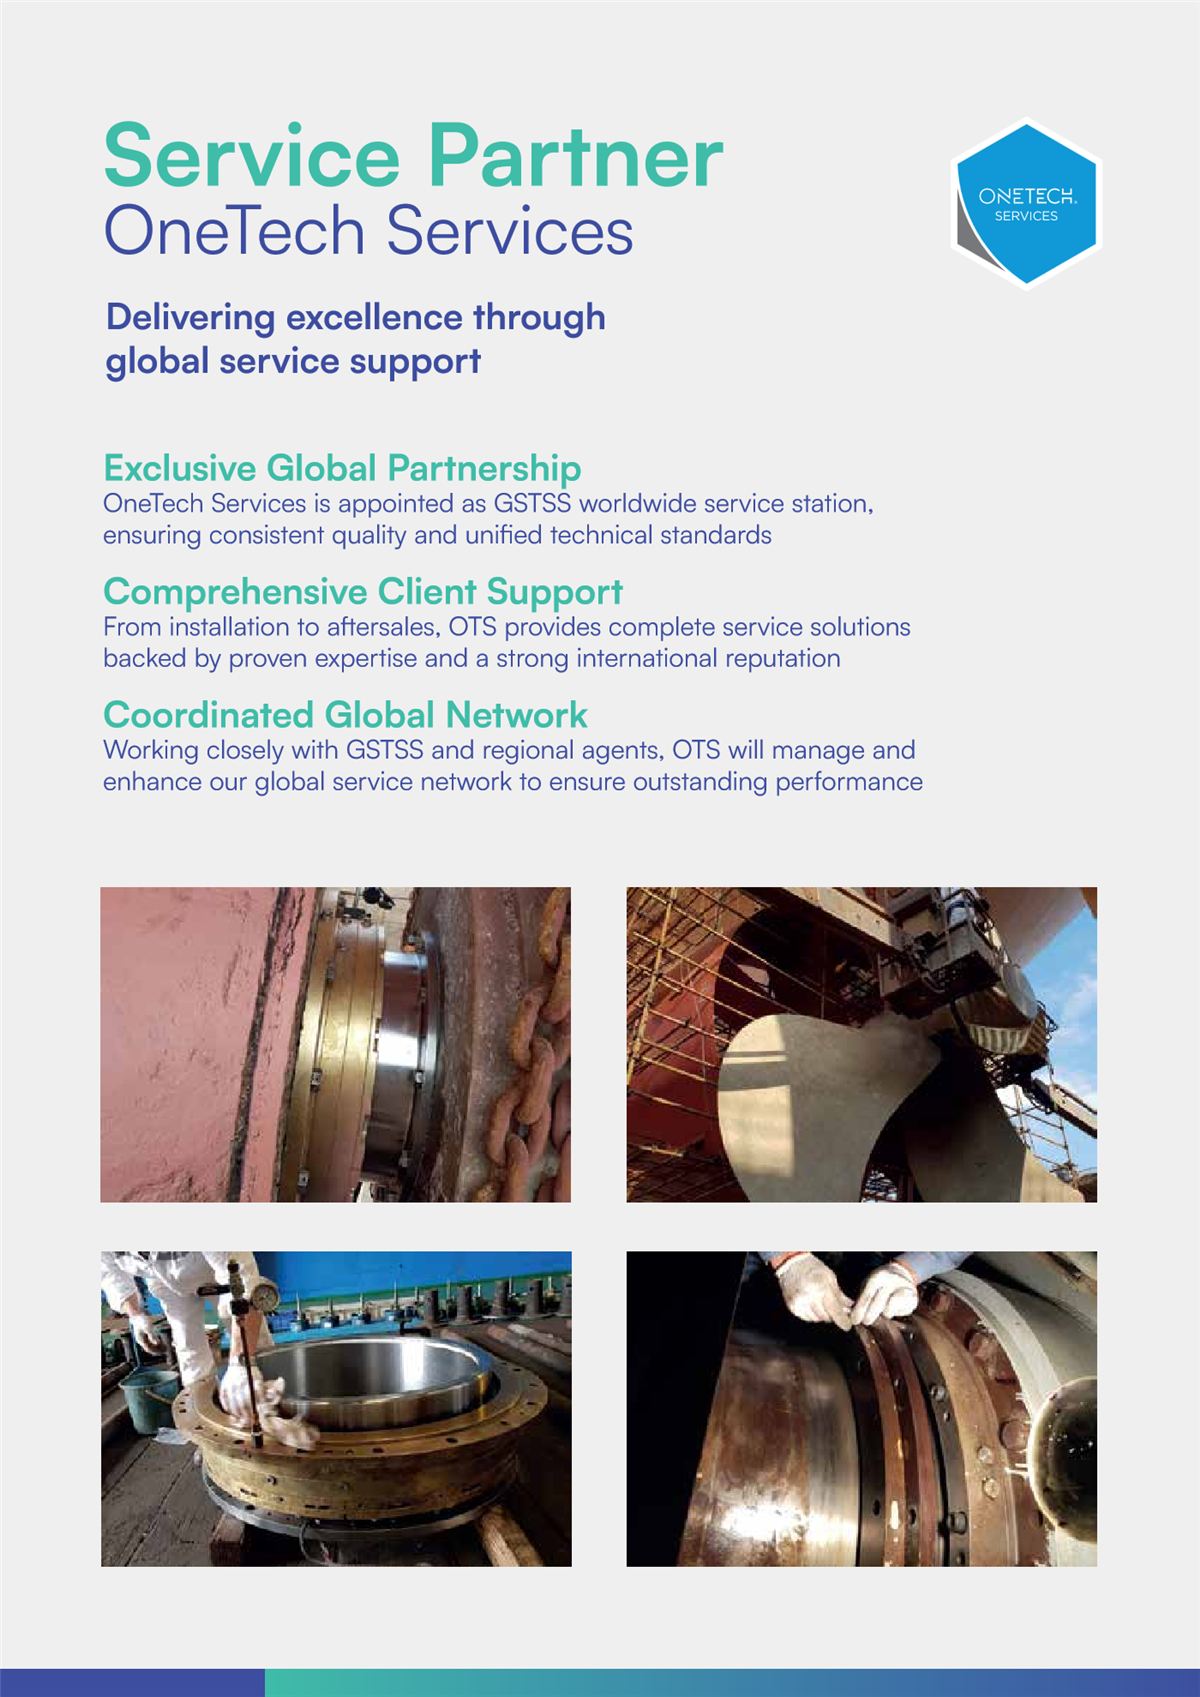 Service Partner
OneTech Services
ONETECH
SERVICES
Delivering excellence through
global service support
Exclusive Global Partnership
OneTech Services is appointed as GSTSS worldwide service station,
ensuring consistent quality and unified technical standards
Comprehensive Client Support
From installation to aftersales, OTS provides complete service solutions
backed by proven expertise and a strong international reputation
Coordinated Global Network
Working closely with GSTSS and regional agents, OTS will manage and
enhance our global service network to ensure outstanding performance